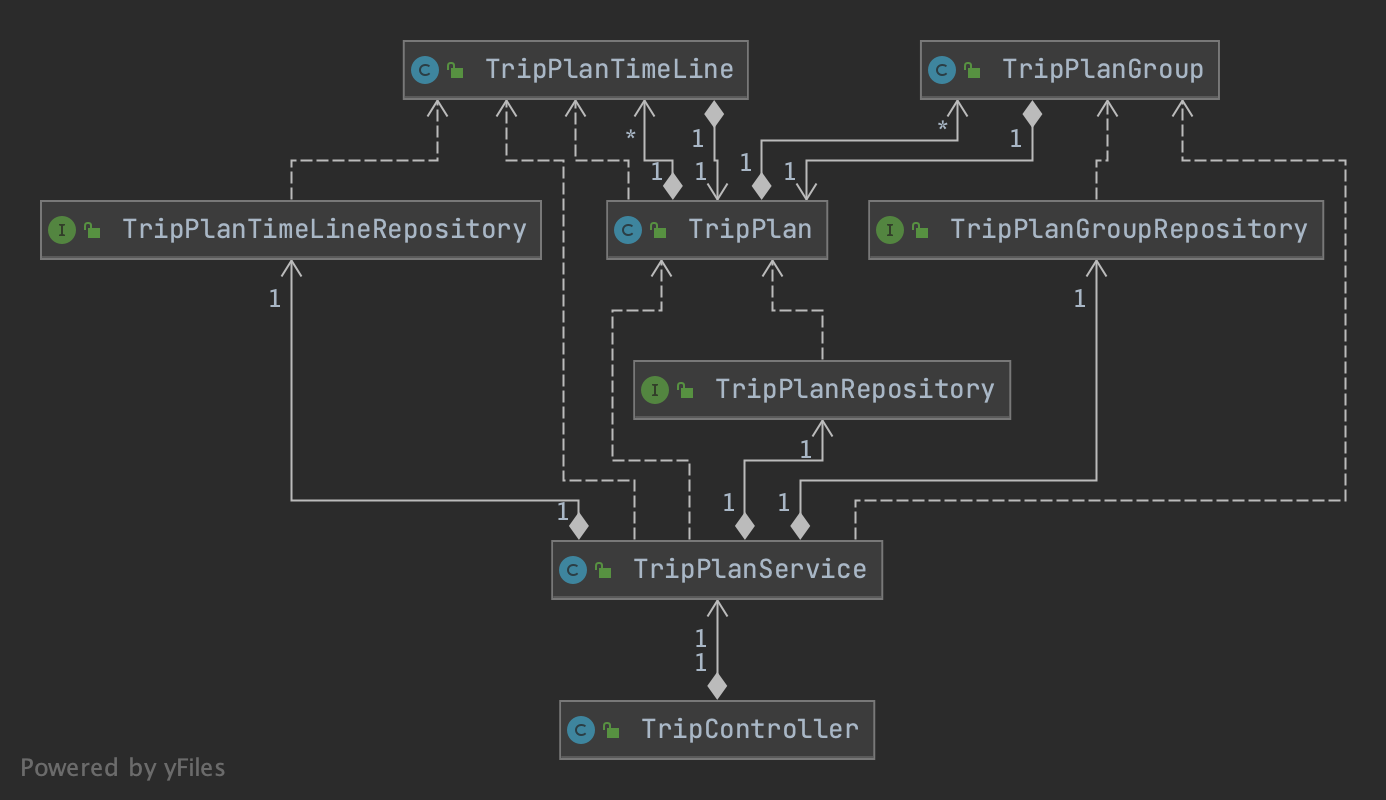 C TripPlanTimeLine
C TripPlanGroup
* 1 1 * 1
1 1 1
I TripPlanTimeLineRepository
C TripPlan
I TripPlanGroupRepository
1 1
I TripPlanRepository
1
1 1 1
C TripPlanService
1
1
C TripController
Powered by yFiles